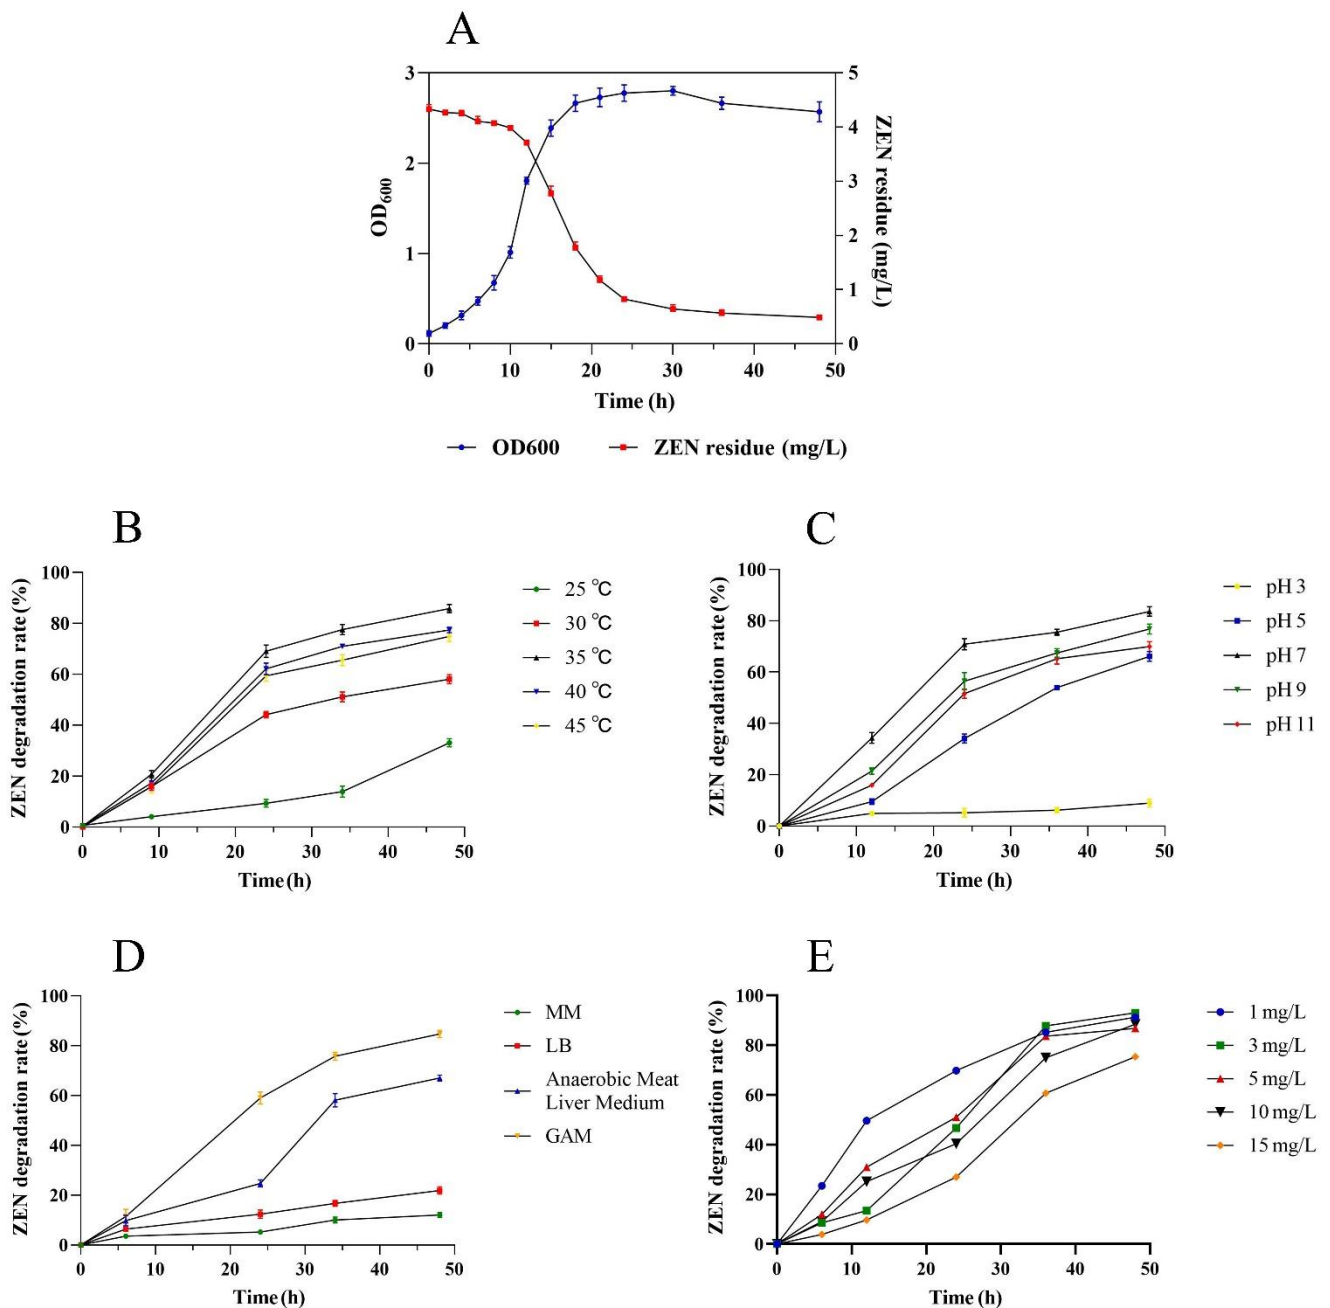 A
3
2
1
0
OD600
5
4
3
2
1
0
ZEN residue (mg/L)
0 10 20 30 40 50
Time (h)
OD600 ZEN residue (mg/L)
B
100
80
60
40
20
0
ZEN degradation rate (%)
0 10 20 30 40 50
Time (h)
25 ℃
30 ℃
35 ℃
40 ℃
45 ℃
C
100
80
60
40
20
0
ZEN degradation rate (%)
0 10 20 30 40 50
Time (h)
pH 3
pH 5
pH 7
pH 9
pH 11
D
100
80
60
40
20
0
ZEN degradation rate (%)
0 10 20 30 40 50
Time (h)
MM
LB
Anaerobic Meat
Liver Medium
GAM
E
100
80
60
40
20
0
ZEN degradation rate (%)
0 10 20 30 40 50
Time (h)
1 mg/L
3 mg/L
5 mg/L
10 mg/L
15 mg/L